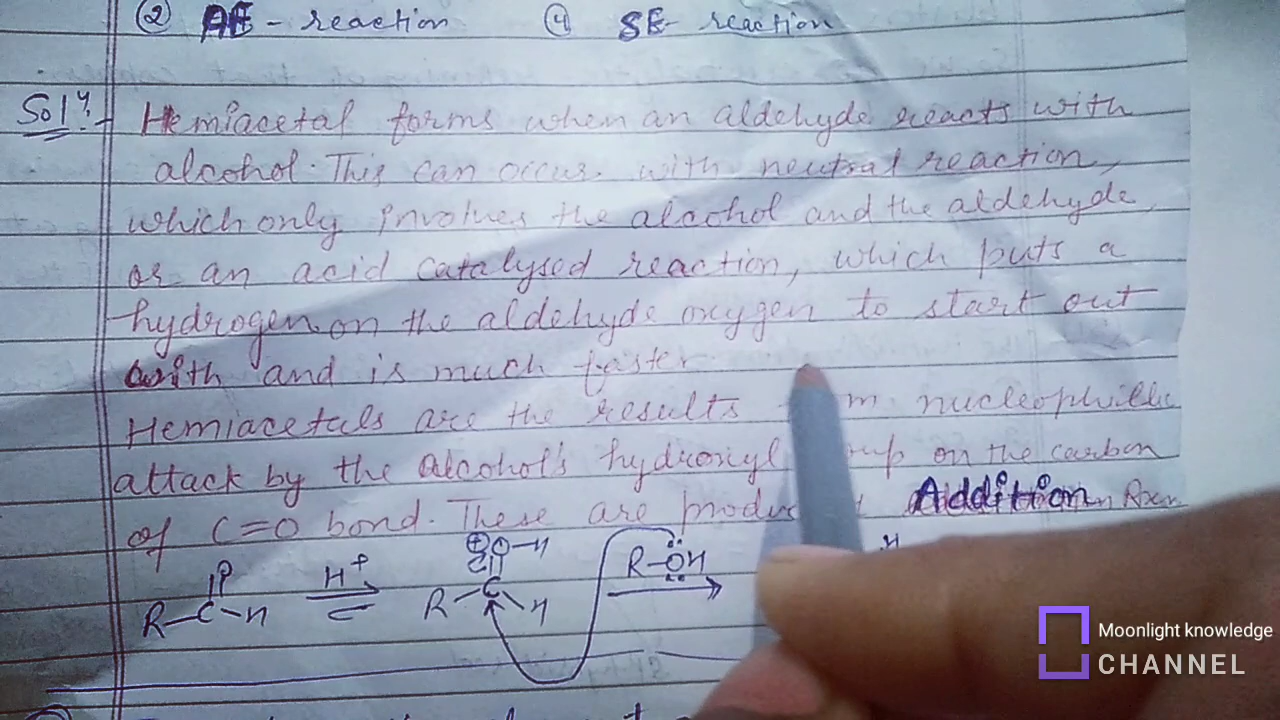 ② AE - reaction ④ SE - reaction
Solⁿ:- Hemiacetal forms when an aldehyde reacts with
alcohol. This can occur with neutral reaction,
which only involves the alcohol and the aldehyde,
or an acid catalysed reaction, which puts a
hydrogen on the aldehyde oxygen to start out
with and is much faster
Hemiacetals are the results nucleophillic
attack by the alcohol's hydroxyl on the carbon
of C=O bond. These are Addition Rxn
R-C-H O H⁺ R-C-H ⊕O-H R-OH
Moonlight knowledge
CHANNEL